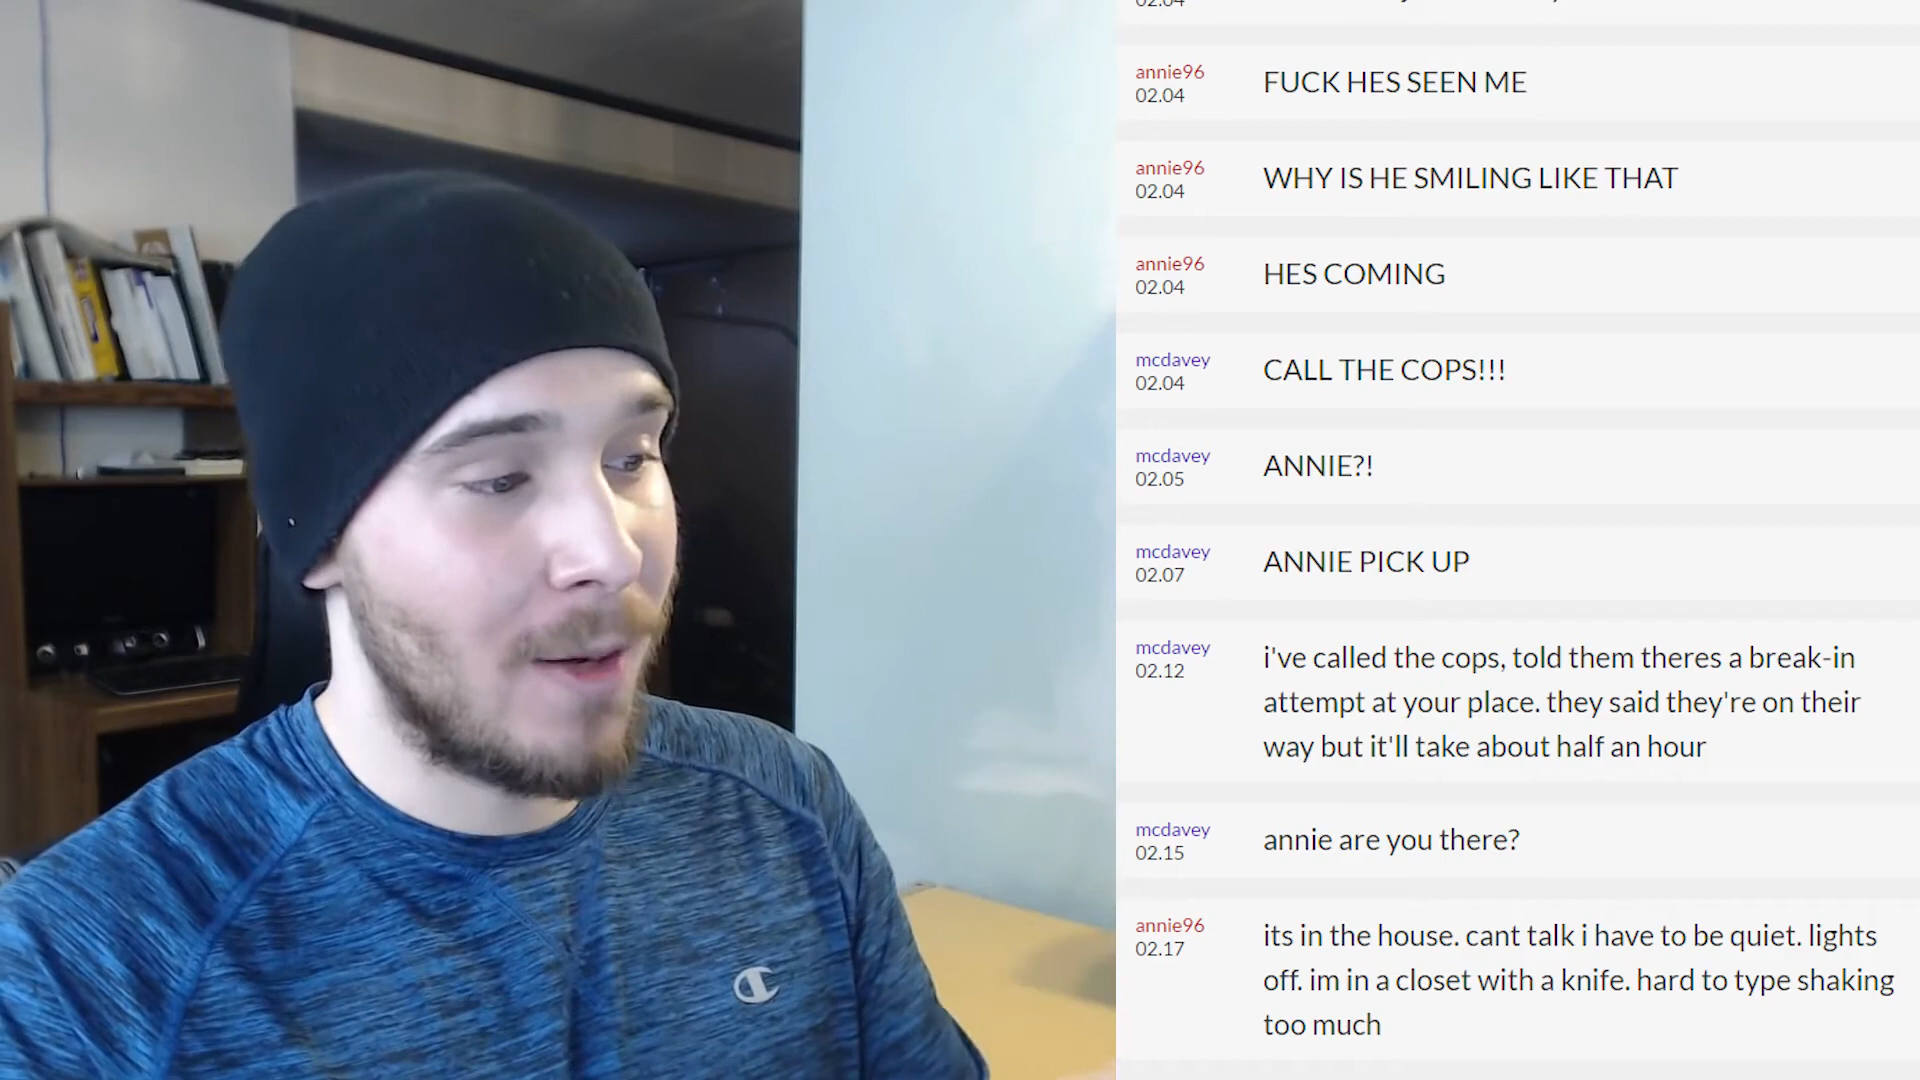 02.04
annie96
02.04
FUCK HES SEEN ME
annie96
02.04
WHY IS HE SMILING LIKE THAT
annie96
02.04
HES COMING
mcdavey
02.04
CALL THE COPS!!!
mcdavey
02.05
ANNIE?!
mcdavey
02.07
ANNIE PICK UP
mcdavey
02.12
i've called the cops, told them theres a break-in
attempt at your place. they said they're on their
way but it'll take about half an hour
mcdavey
02.15
annie are you there?
annie96
02.17
its in the house. cant talk i have to be quiet. lights
off. im in a closet with a knife. hard to type shaking
too much